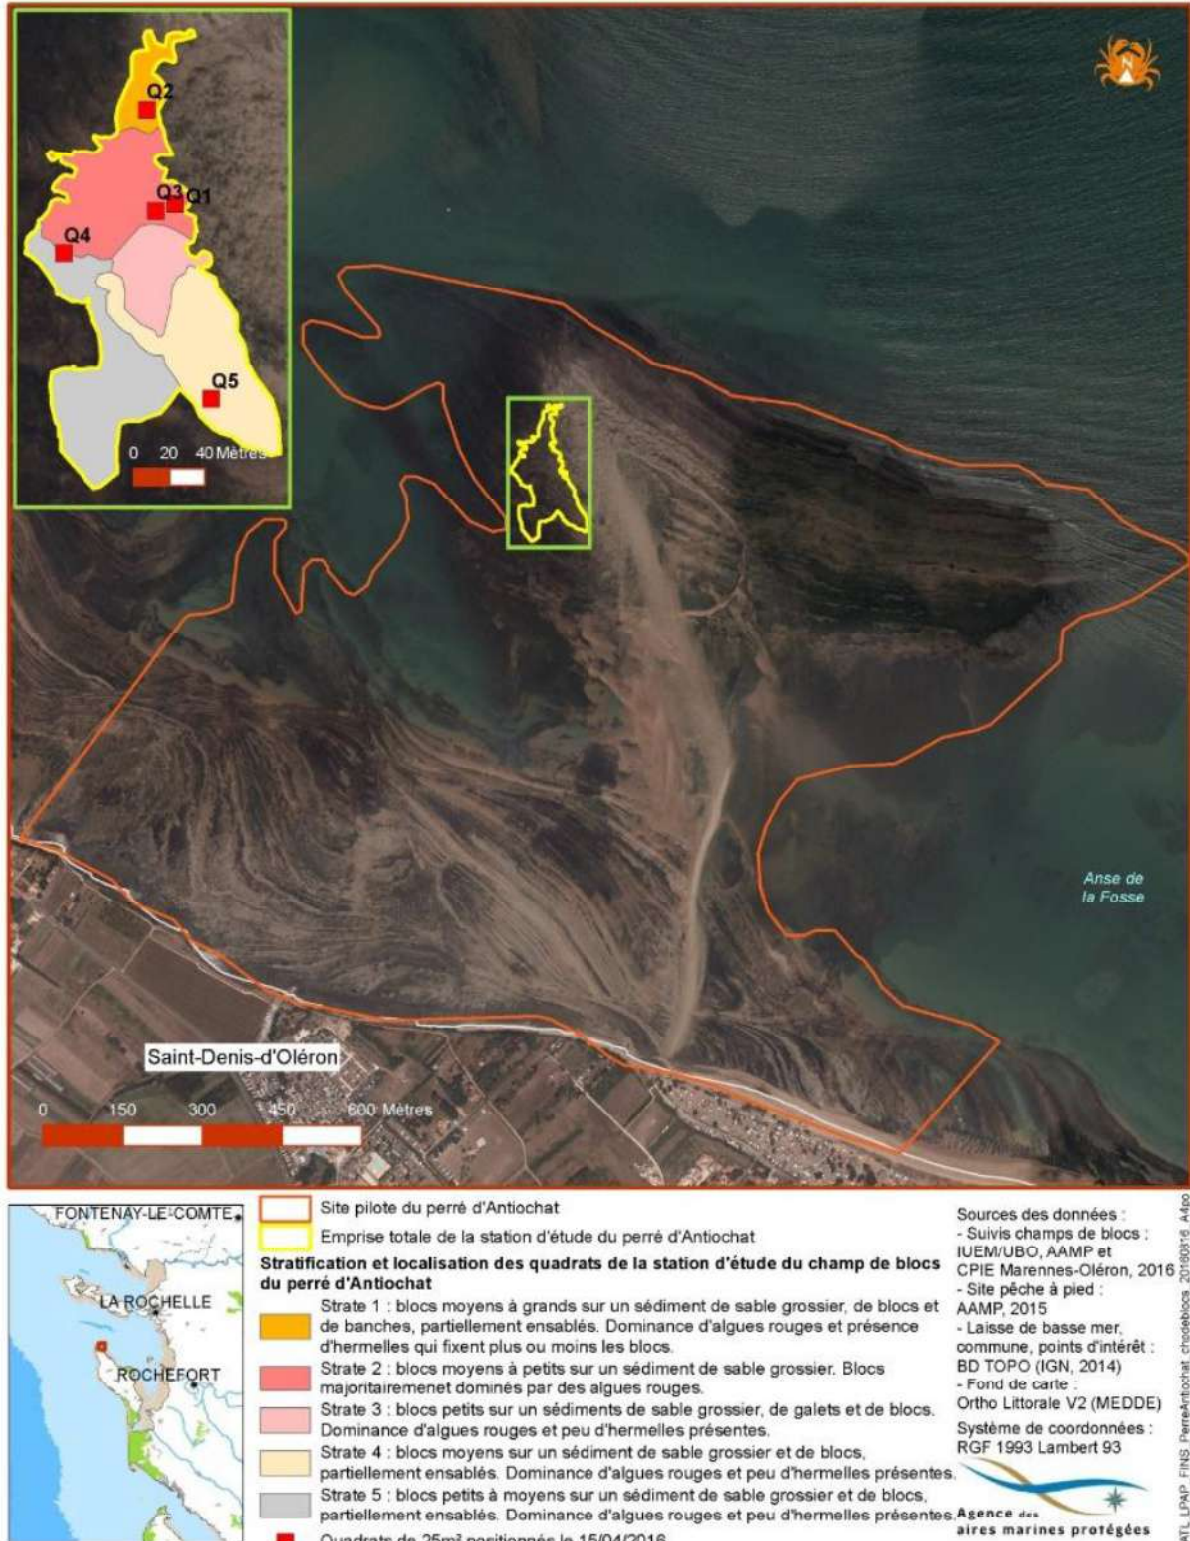 Q2
Q3 Q1
Q4
Q5
0 20 40 Mètres
N
Anse de
la Fosse
Saint-Denis-d'Oléron
0 150 300 450 600 Mètres
FONTENAY-LE-COMTE
LA ROCHELLE
ROCHEFORT
Site pilote du perré d'Antiochat
Emprise totale de la station d'étude du perré d'Antiochat
Stratification et localisation des quadrats de la station d'étude du champ de blocs
du perré d'Antiochat
Strate 1 : blocs moyens à grands sur un sédiment de sable grossier, de blocs et
de banches, partiellement ensablés. Dominance d'algues rouges et présence
d'hermelles qui fixent plus ou moins les blocs.
Strate 2 : blocs moyens à petits sur un sédiment de sable grossier. Blocs
majoritairemenet dominés par des algues rouges.
Strate 3 : blocs petits sur un sédiments de sable grossier, de galets et de blocs.
Dominance d'algues rouges et peu d'hermelles présentes.
Strate 4 : blocs moyens sur un sédiment de sable grossier et de blocs,
partiellement ensablés. Dominance d'algues rouges et peu d'hermelles présentes.
Strate 5 : blocs petits à moyens sur un sédiment de sable grossier et de blocs,
partiellement ensablés. Dominance d'algues rouges et peu d'hermelles présentes.
Quadrats de 25m² positionnés le 15/04/2016
Sources des données :
- Suivis champs de blocs :
IUEM/UBO, AAMP et
CPIE Marennes-Oléron, 2016
- Site pêche à pied :
AAMP, 2015
- Laisse de basse mer,
commune, points d'intérêt :
BD TOPO (IGN, 2014)
- Fond de carte :
Ortho Littorale V2 (MEDDE)
Système de coordonnées :
RGF 1993 Lambert 93
Agence des
aires marines protégées